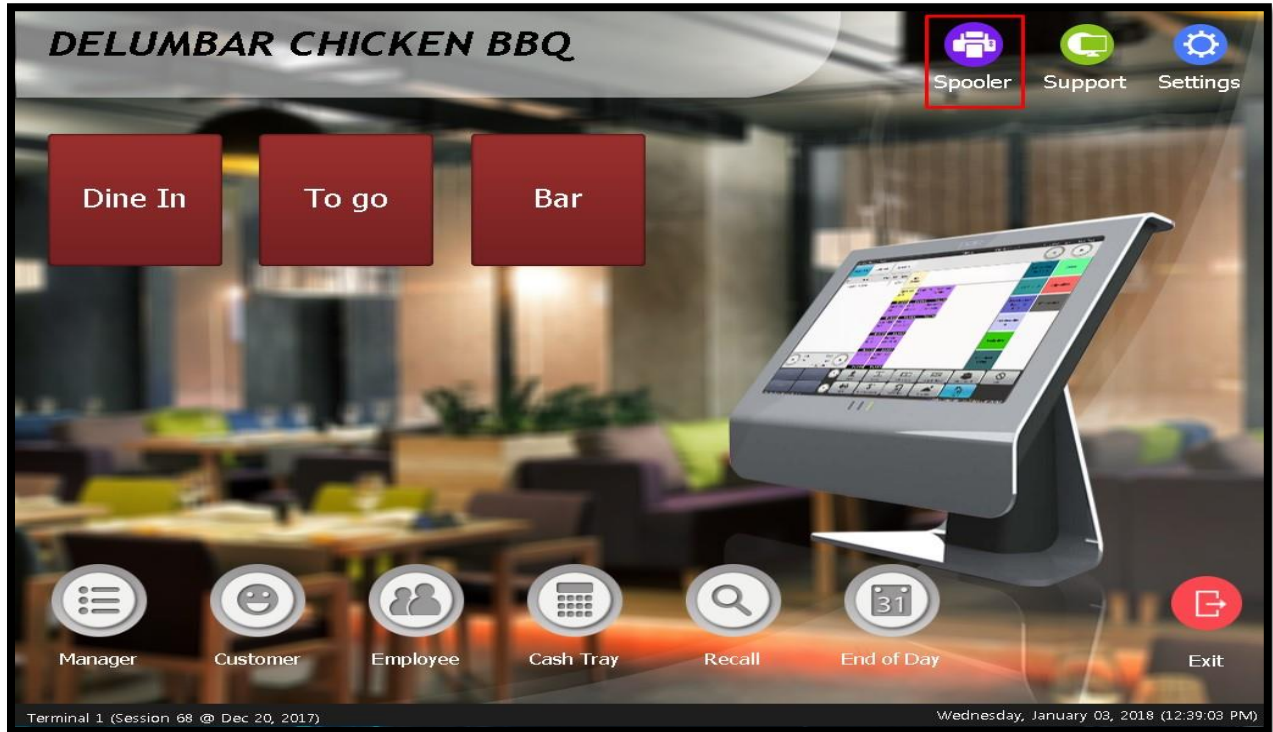 DELUMBAR CHICKEN BBQ
Spooler
Support
Settings
Dine In
To go
Bar
31
Manager
Customer
Employee
Cash Tray
Recall
End of Day
Exit
Terminal 1 (Session 68 @ Dec 20, 2017)
Wednesday, January 03, 2018 (12:39:03 PM)